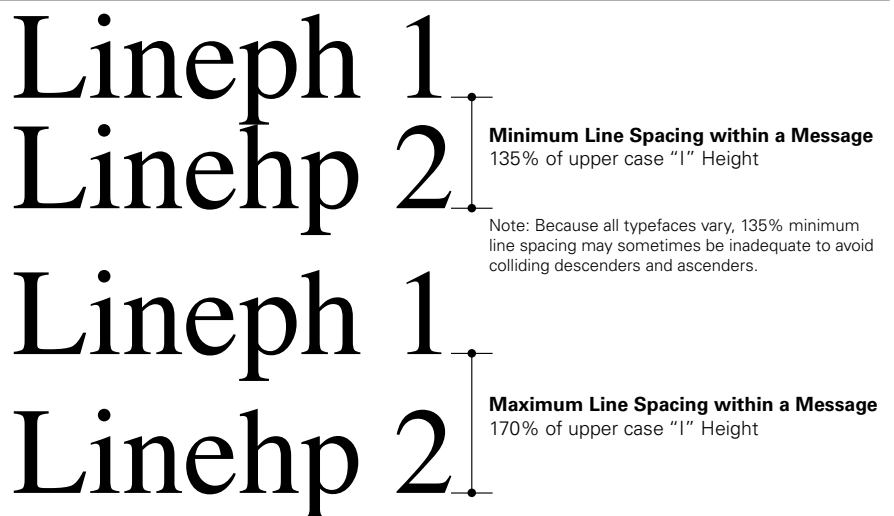 Lineph 1
Linehp 2
Minimum Line Spacing within a Message
135% of upper case “I” Height
Note: Because all typefaces vary, 135% minimum
line spacing may sometimes be inadequate to avoid
colliding descenders and ascenders.
Lineph 1
Linehp 2
Maximum Line Spacing within a Message
170% of upper case “I” Height